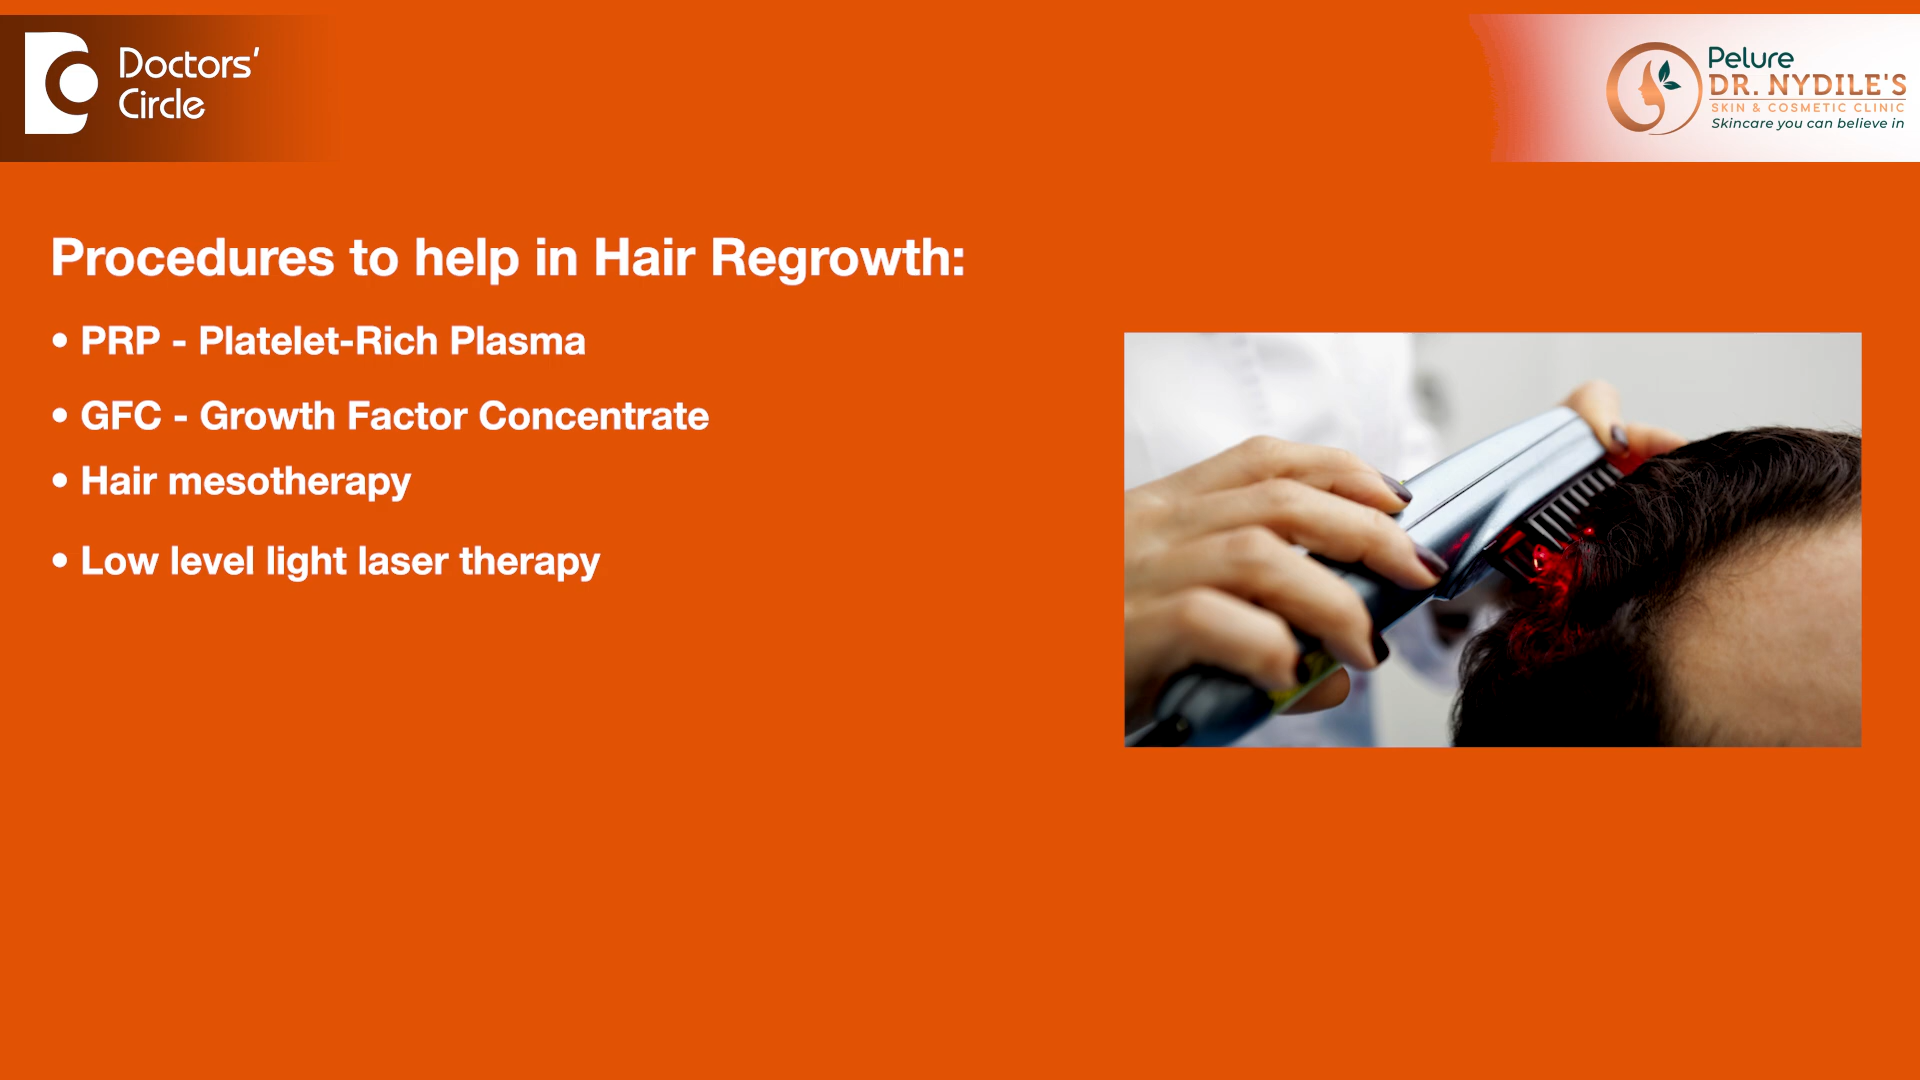 Doctors'
Circle
Pelure
DR. NYDILE'S
SKIN & COSMETIC CLINIC
Skincare you can believe in
Procedures to help in Hair Regrowth:
• PRP - Platelet-Rich Plasma
• GFC - Growth Factor Concentrate
• Hair mesotherapy
• Low level light laser therapy